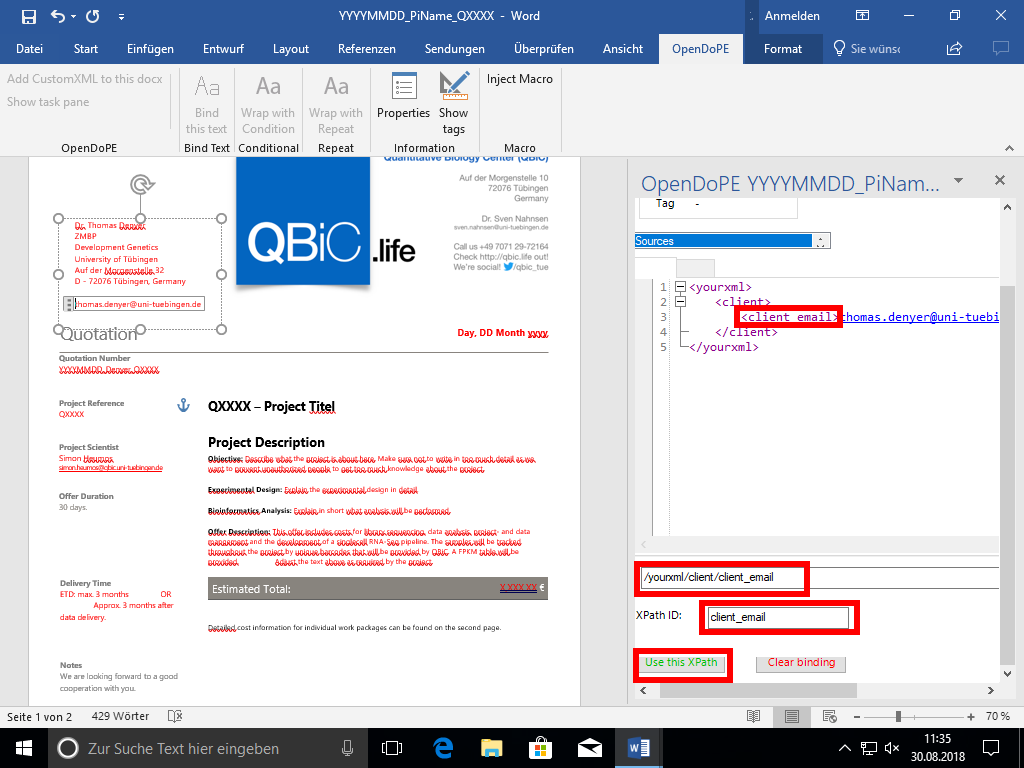 YYYYMMDD_PiName_QXXXX - Word
Anmelden
Datei
Start
Einfügen
Entwurf
Layout
Referenzen
Sendungen
Überprüfen
Ansicht
OpenDoPE
Format
Sie wünsc
Add CustomXML to this docx
Show task pane
OpenDoPE
Aa
Bind
this text
Bind Text
Aa
Wrap with
Condition
Conditional
Aa
Wrap with
Repeat
Repeat
Properties
Show
tags
Information
Inject Macro
Macro
Quantitative Biology Center (QBiC)
Auf der Morgenstelle 10
72076 Tübingen
Germany
Dr. Sven Nahnsen
sven.nahnsen@uni-tuebingen.de
Call us +49 7071 29-72164
Check http://qbic.life out!
We're social! /qbic_tue
QBiC.life
Dr. Thomas Denyer
ZMBP
Development Genetics
University of Tübingen
Auf der Morgenstelle 32
D - 72076 Tübingen, Germany
thomas.denyer@uni-tuebingen.de
Quotation
Day, DD Month yyyy
Quotation Number
YYYYMMDD_Denyer_QXXXX
Project Reference
QXXXX
QXXXX – Project Titel
Project Scientist
Simon Heumos
simon.heumos@qbic.uni-tuebingen.de
Offer Duration
30 days.
Project Description
Objective: Describe what the project is about here. Make sure not to write in too much detail as we
want to prevent unauthorized people to get too much knowledge about the project.
Experimental Design: Explain the experimental design in detail
Bioinformatics Analysis: Explain in short what analysis will be performed.
Offer Description: This offer includes costs for library sequencing, data analysis, project- and data
management and the development of a singlecell RNA-Seq pipeline. The samples will be tracked
throughout the project by unique barcodes that will be provided by QBiC. A FPKM table will be
provided. Adjust the text above as required by the project
Delivery Time
ETD: max. 3 months OR
Approx. 3 months after
data delivery.
Estimated Total: X.XXX,XX €
Detailed cost information for individual work packages can be found on the second page.
Notes
We are looking forward to a good
cooperation with you.
OpenDoPE YYYYMMDD_PiNam...
Tag -
Sources
1 <yourxml>
2 <client>
3 <client_email>thomas.denyer@uni-tuebi
4 </client>
5 </yourxml>
/yourxml/client/client_email
XPath ID: client_email
Use this XPath
Clear binding
Seite 1 von 2
429 Wörter
70 %
Zur Suche Text hier eingeben
11:35
30.08.2018